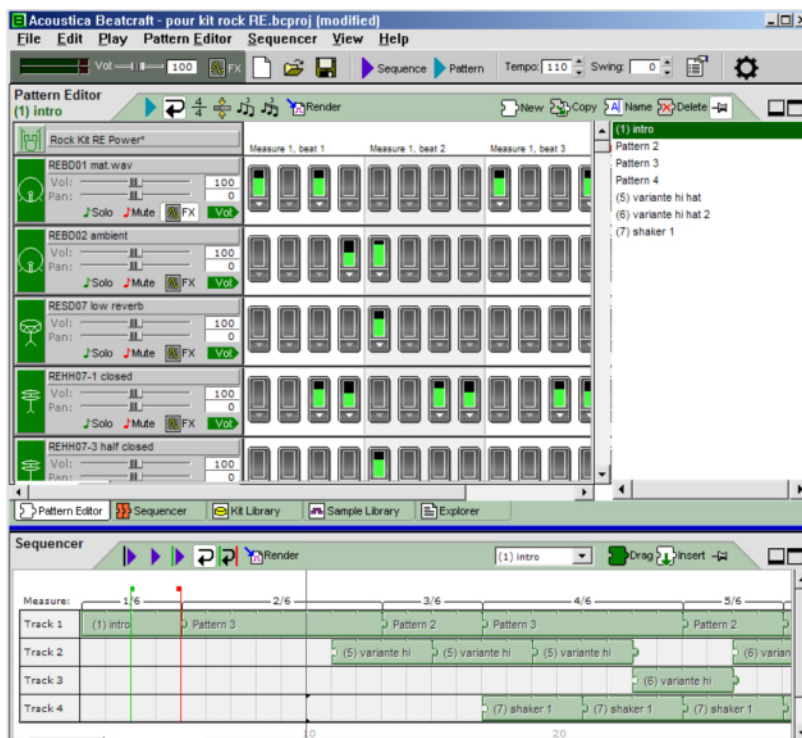 Acoustica Beatcraft - pour kit rock RE.bcproj (modified)
File Edit Play Pattern Editor Sequencer View Help
Vol 100 FX Sequence Pattern Tempo: 110 Swing: 0
Pattern Editor
(1) intro
4/4 Render New Copy A Name Delete
Rock Kit RE Power*
Measure 1, beat 1 Measure 1, beat 2 Measure 1, beat 3
(1) intro
Pattern 2
Pattern 3
Pattern 4
(5) variante hi hat
(6) variante hi hat 2
(7) shaker 1
REBD01 mat.wav
Vol: 100
Pan: 0
Solo Mute FX Vol
REBD02 ambient
Vol: 100
Pan: 0
Solo Mute FX Vol
RESD07 low reverb
Vol: 100
Pan: 0
Solo Mute FX Vol
REHH07-1 closed
Vol: 100
Pan: 0
Solo Mute FX Vol
REHH07-3 half closed
Vol: 100
Pan: 0
Pattern Editor Sequencer Kit Library Sample Library Explorer
Sequencer
Render (1) intro Drag Insert
Measure: 1/6 2/6 3/6 4/6 5/6
Track 1 (1) intro Pattern 3 Pattern 2 Pattern 3 Pattern 2
Track 2 (5) variante hi (5) variante hi (5) variante hi (6) varian
Track 3 (6) variante hi
Track 4 (7) shaker 1 (7) shaker 1 (7) shaker 1
10 20